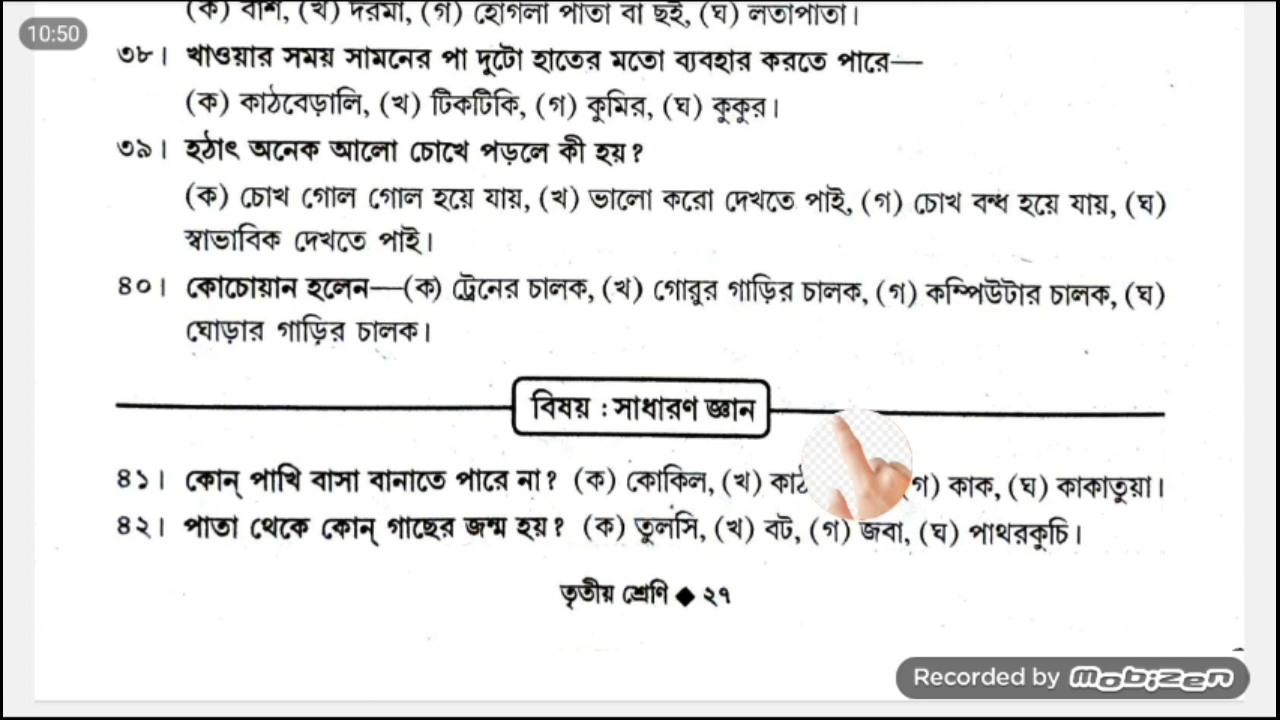 (ক) বাঁশ, (খ) দরমা, (গ) হোগলা পাতা বা ছই, (ঘ) লতাপাতা।
10:50
৩৮। খাওয়ার সময় সামনের পা দুটো হাতের মতো ব্যবহার করতে পারে—
(ক) কাঠবেড়ালি, (খ) টিকটিকি, (গ) কুমির, (ঘ) কুকুর।
৩৯। হঠাৎ অনেক আলো চোখে পড়লে কী হয়?
(ক) চোখ গোল গোল হয়ে যায়, (খ) ভালো করো দেখতে পাই, (গ) চোখ বন্ধ হয়ে যায়, (ঘ)
স্বাভাবিক দেখতে পাই।
৪০। কোচোয়ান হলেন—(ক) ট্রেনের চালক, (খ) গোরুর গাড়ির চালক, (গ) কম্পিউটার চালক, (ঘ)
ঘোড়ার গাড়ির চালক।
বিষয় : সাধারণ জ্ঞান
৪১। কোন্ পাখি বাসা বানাতে পারে না? (ক) কোকিল, (খ) গ) কাক, (ঘ) কাকাতুয়া।
৪২। পাতা থেকে কোন্ গাছের জন্ম হয়? (ক) তুলসি, (খ) বট, (গ) জবা, (ঘ) পাথরকুচি।
তৃতীয় শ্রেণি ◆ ২৭
Recorded by Mobizen